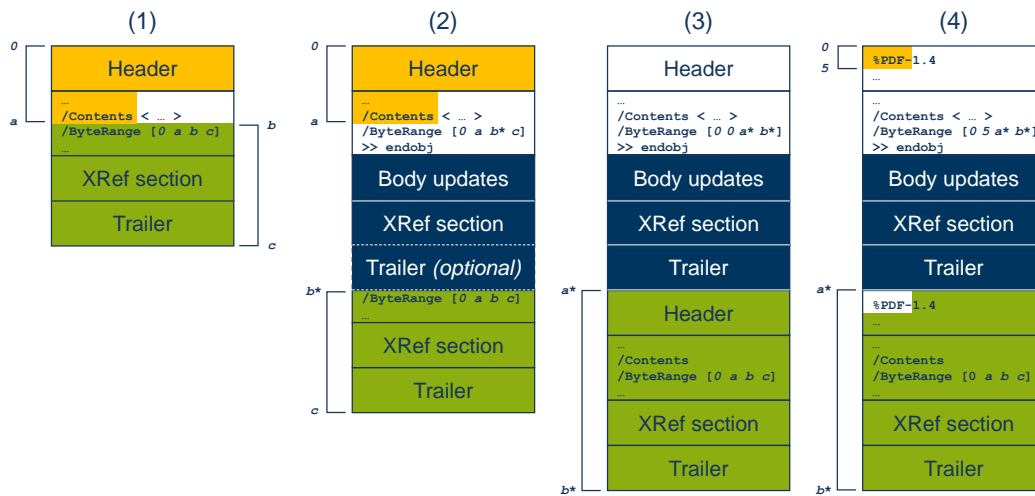 (1)
0
Header
…
/Contents < … >
a
b
/ByteRange [0 a b c]
…
XRef section
Trailer
c
(2)
0
Header
…
/Contents < … >
a
/ByteRange [0 a b* c]
>> endobj
Body updates
XRef section
Trailer (optional)
b*
/ByteRange [0 a b c]
…
XRef section
Trailer
c
(3)
Header
…
/Contents < … >
/ByteRange [0 0 a* b*]
>> endobj
Body updates
XRef section
Trailer
a*
Header
…
/Contents
/ByteRange [0 a b c]
…
XRef section
Trailer
b*
(4)
0
%PDF-1.4
5
…
…
/Contents < … >
/ByteRange [0 5 a* b*]
>> endobj
Body updates
XRef section
Trailer
a*
%PDF-1.4
…
…
/Contents
/ByteRange [0 a b c]
…
XRef section
Trailer
b*